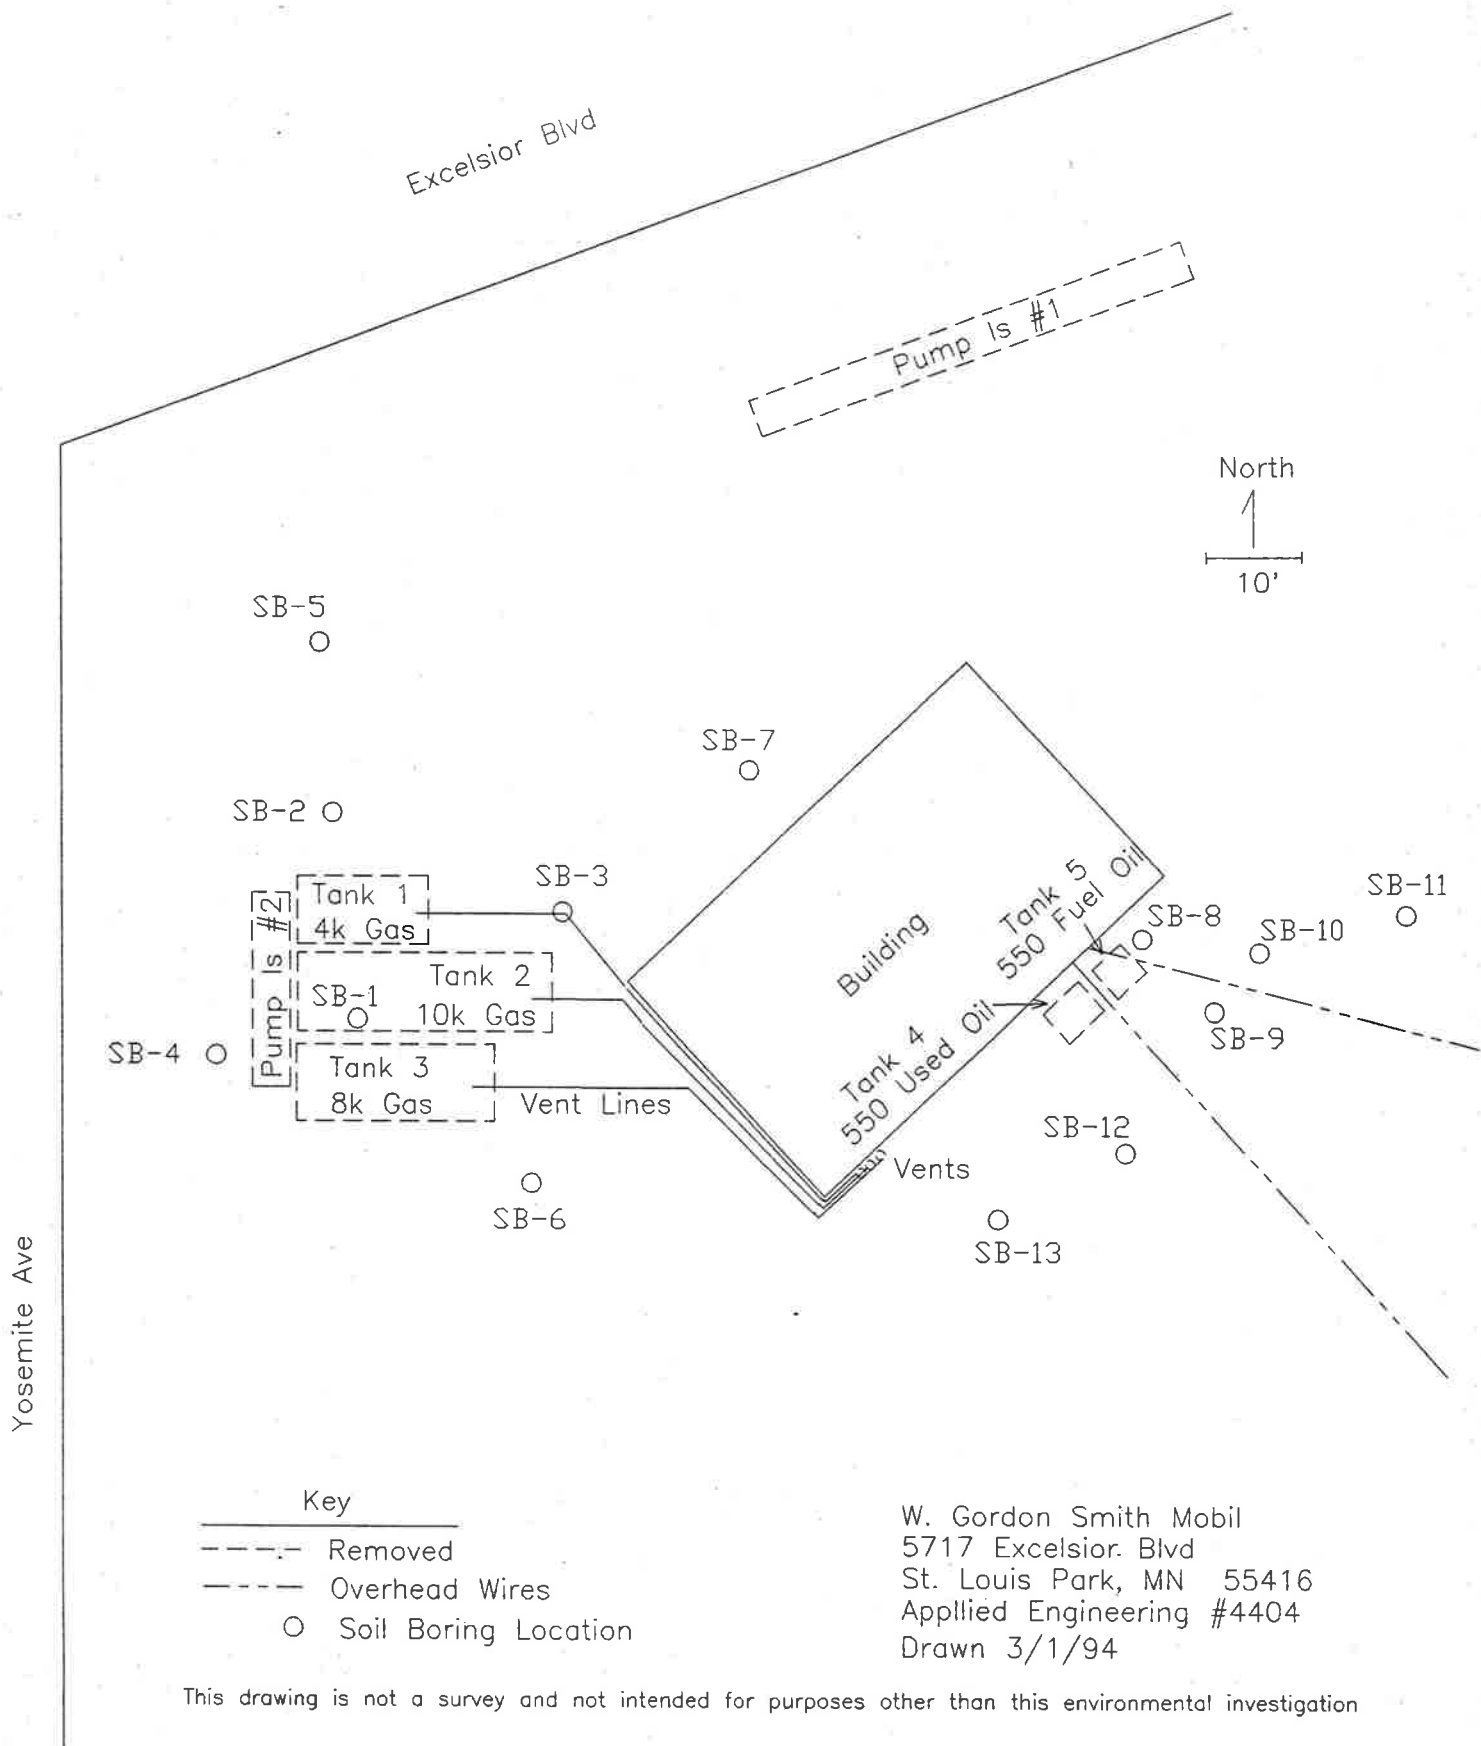 Excelsior Blvd
Pump Is #1
North
10'
SB-5
SB-7
SB-2
SB-3
Tank 1
4k Gas
Pump Is #2
Tank 2
10k Gas
SB-1
SB-4
Tank 3
8k Gas
Vent Lines
SB-6
Building
Tank 5
550 Fuel Oil
Tank 4
550 Used Oil
SB-8
SB-10
SB-11
SB-9
SB-12
Vents
SB-13
Yosemite Ave
Key
Removed
Overhead Wires
Soil Boring Location
W. Gordon Smith Mobil
5717 Excelsior Blvd
St. Louis Park, MN 55416
Appllied Engineering #4404
Drawn 3/1/94
This drawing is not a survey and not intended for purposes other than this environmental investigation